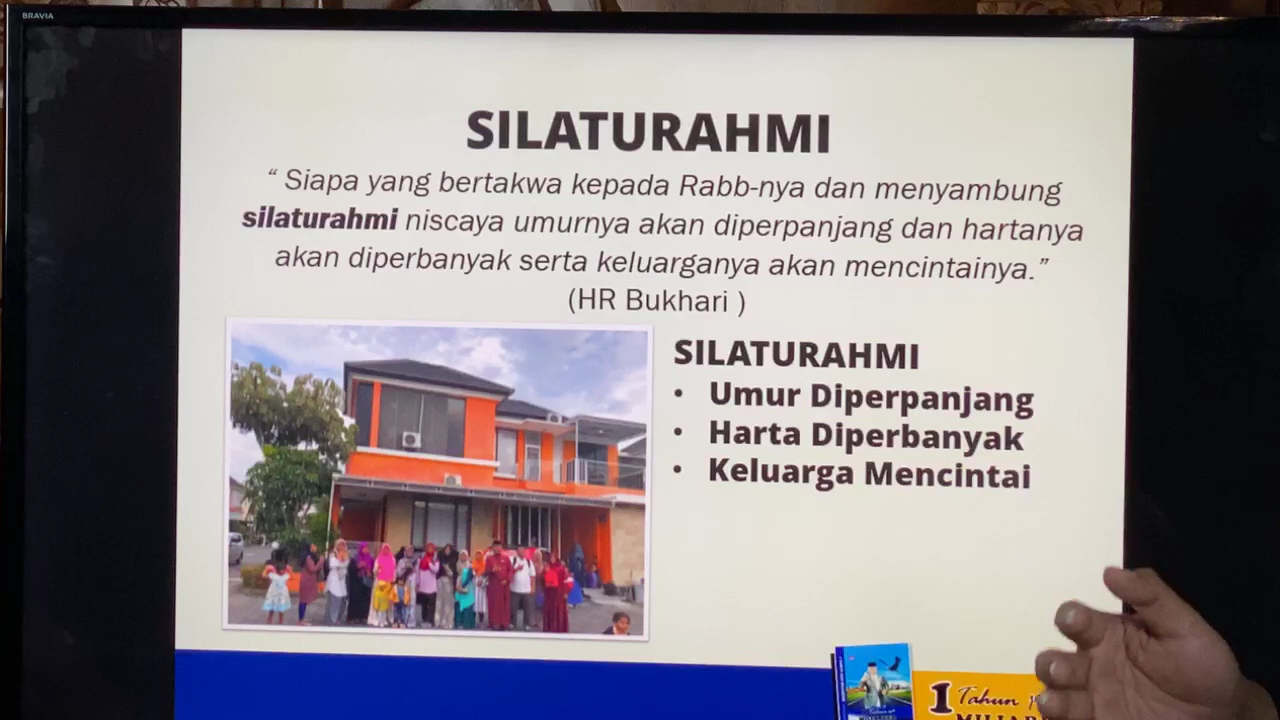 BRAVIA
SILATURAHMI
“ Siapa yang bertakwa kepada Rabb-nya dan menyambung
silaturahmi niscaya umurnya akan diperpanjang dan hartanya
akan diperbanyak serta keluarganya akan mencintainya.”
(HR Bukhari )
SILATURAHMI
• Umur Diperpanjang
• Harta Diperbanyak
• Keluarga Mencintai
1 Tahun